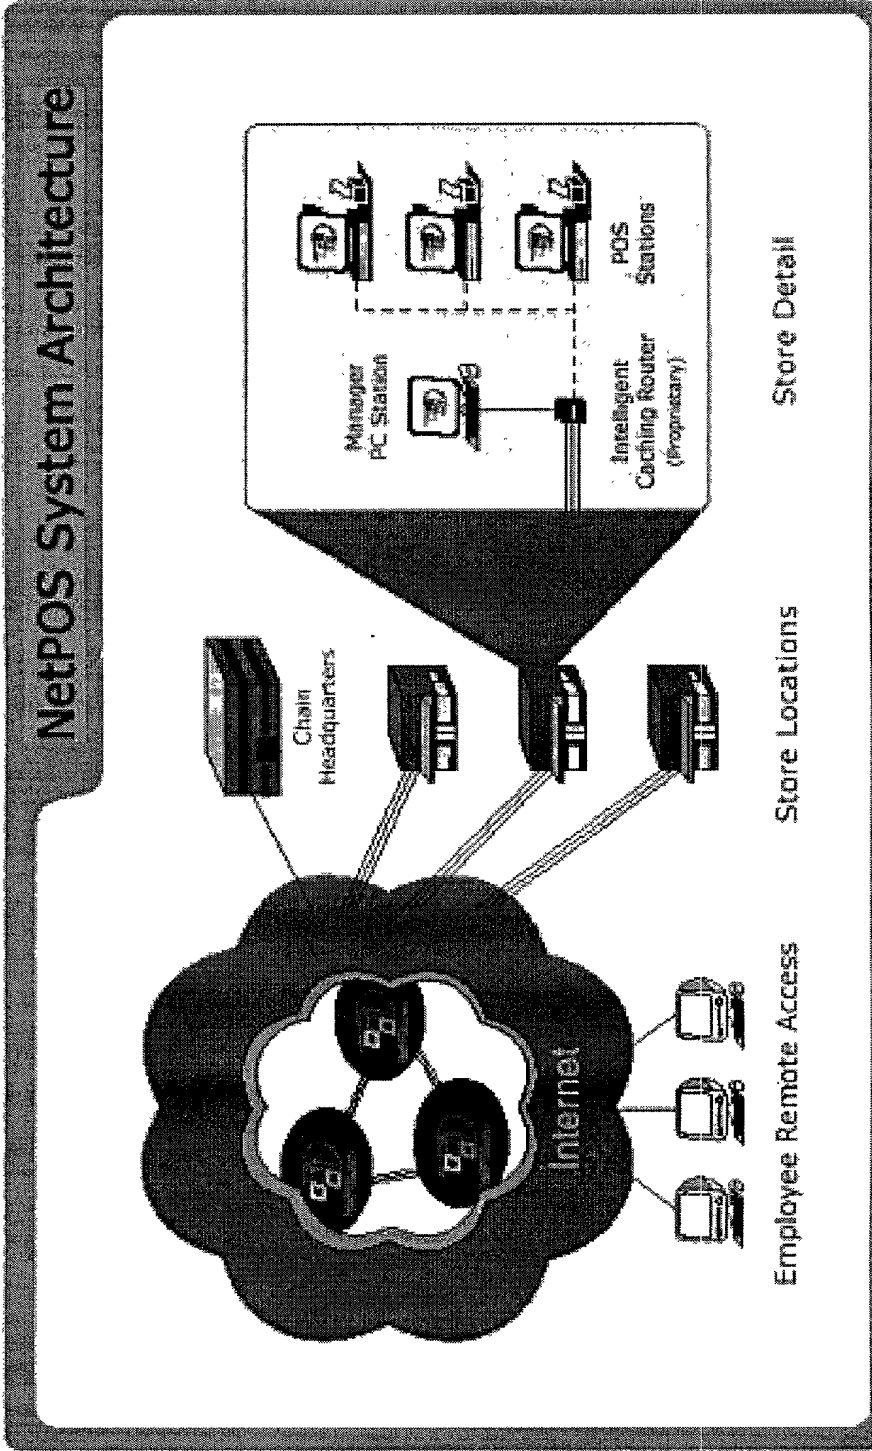 NetPOS System Architecture
Chain
Headquarters
Manager
PC Station
Intelligent
Caching Router
(Proprietary)
POS
Stations
Internet
Employee Remote Access
Store Locations
Store Detail